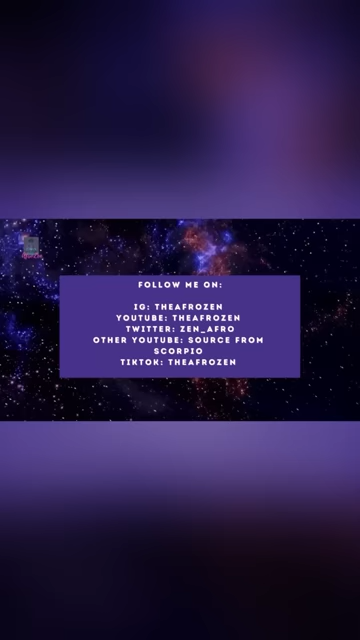 FOLLOW ME ON:
IG: THEAFROZEN
YOUTUBE: THEAFROZEN
TWITTER: ZEN_AFRO
OTHER YOUTUBE: SOURCE FROM
SCORPIO
TIKTOK: THEAFROZEN